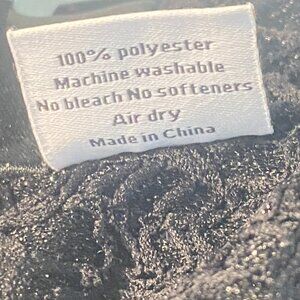 100% polyester
Machine washable
No bleach No softeners
Air dry
Made in China